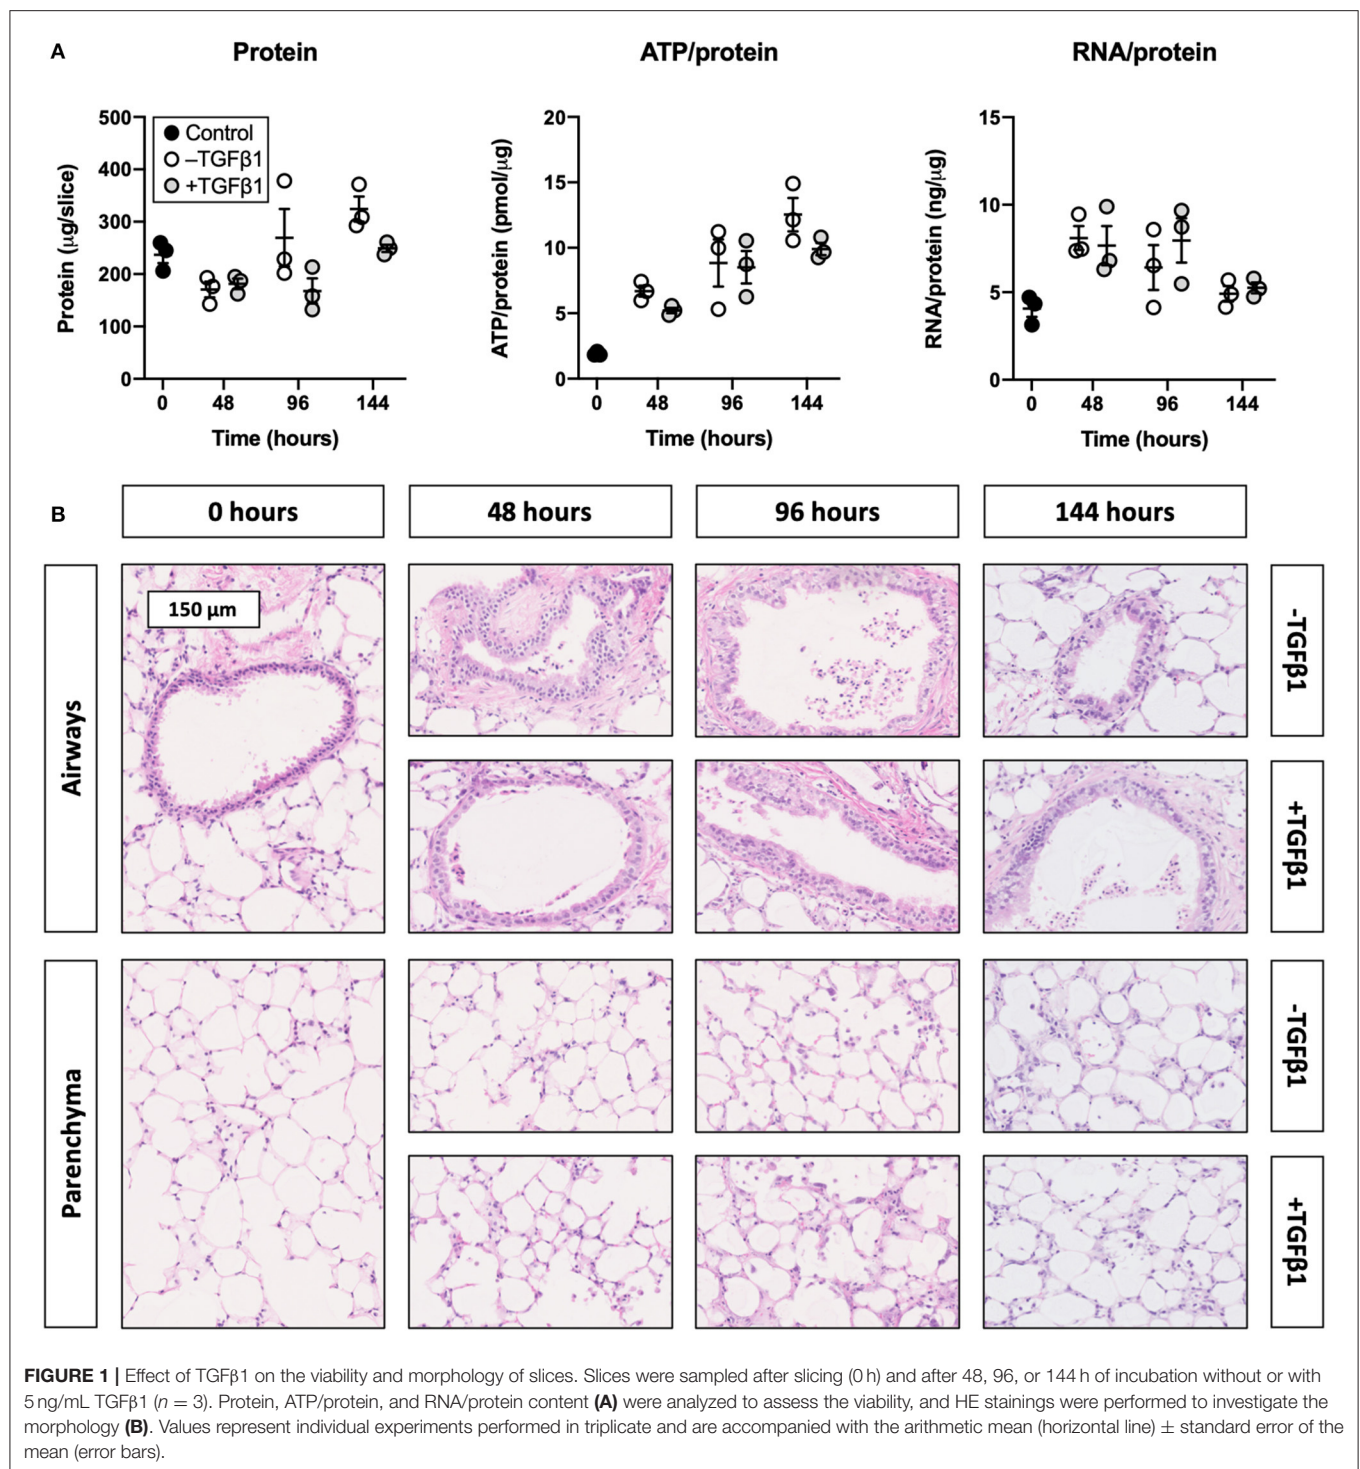 A
Protein
ATP/protein
RNA/protein
500
400
300
200
100
0
Protein (µg/slice)
Control
–TGFβ1
+TGFβ1
0
48
96
144
Time (hours)
20
15
10
5
0
ATP/protein (pmol/µg)
0
48
96
144
Time (hours)
15
10
5
0
RNA/protein (ng/µg)
0
48
96
144
Time (hours)
B
0 hours
48 hours
96 hours
144 hours
Airways
150 µm
-TGFβ1
+TGFβ1
Parenchyma
-TGFβ1
+TGFβ1
FIGURE 1 | Effect of TGFβ1 on the viability and morphology of slices. Slices were sampled after slicing (0 h) and after 48, 96, or 144 h of incubation without or with
5 ng/mL TGFβ1 (n = 3). Protein, ATP/protein, and RNA/protein content (A) were analyzed to assess the viability, and HE stainings were performed to investigate the
morphology (B). Values represent individual experiments performed in triplicate and are accompanied with the arithmetic mean (horizontal line) ± standard error of the
mean (error bars).